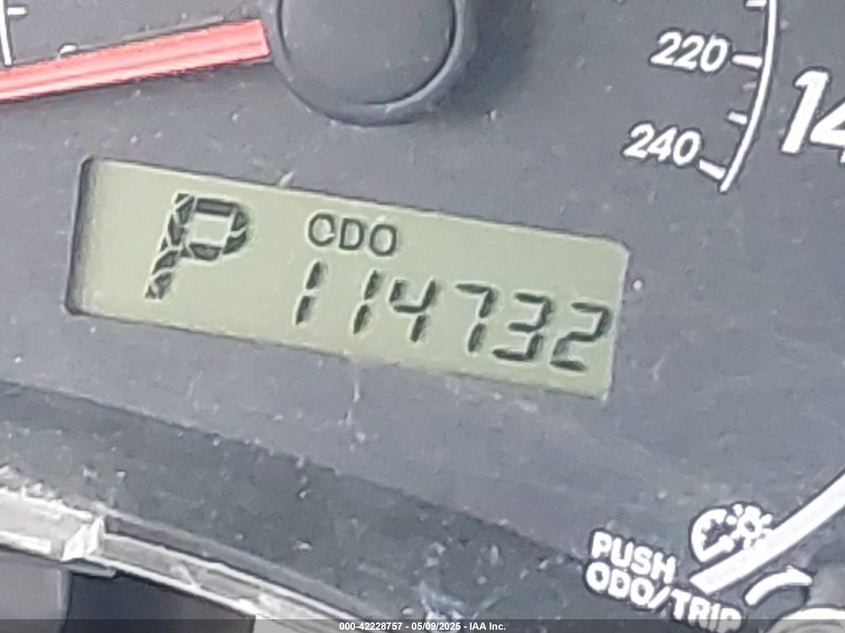 220
240
14
P
ODO
114732
PUSH
ODO/TRIP
000-42228757 - 05/09/2025 - IAA Inc.